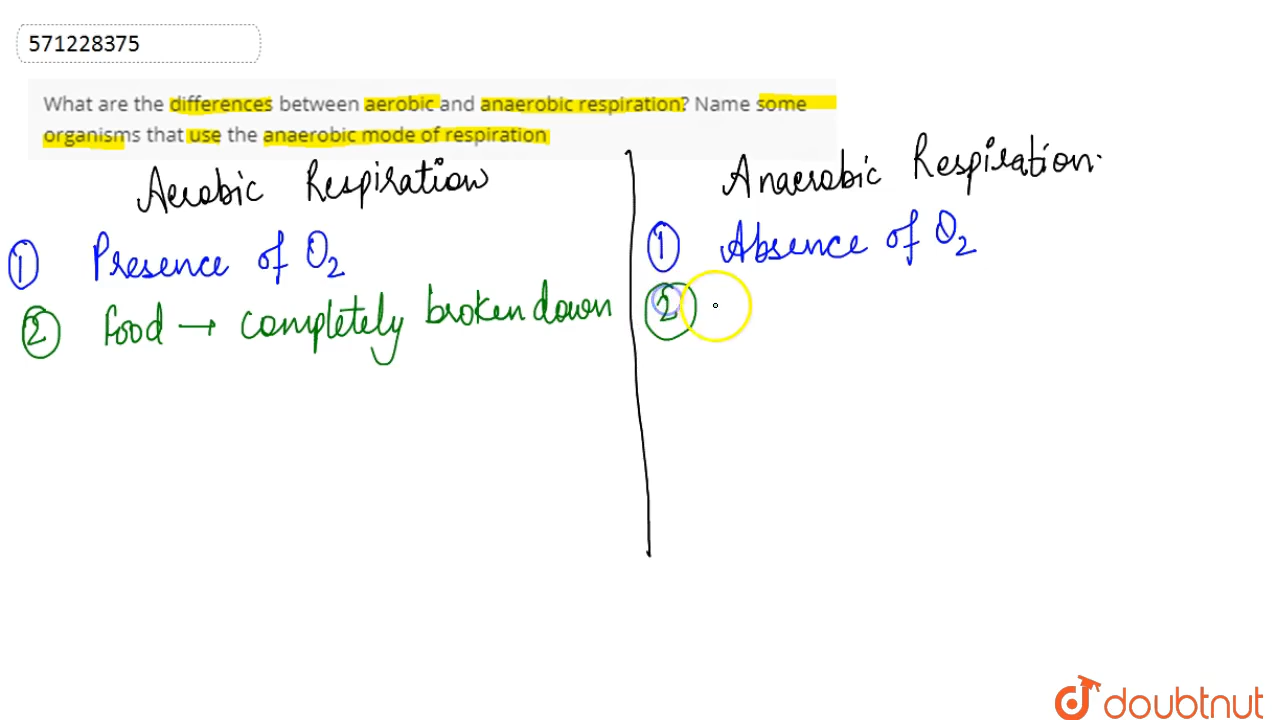 571228375
What are the differences between aerobic and anaerobic respiration? Name some
organisms that use the anaerobic mode of respiration
Aerobic Respiration
Anaerobic Respiration.
① Presence of O₂
① Absence of O₂
② Food → completely broken down
②
doubtnut